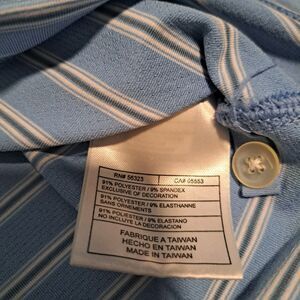 RN# 56323 CA# 05553
91% POLYESTER / 9% SPANDEX
EXCLUSIVE OF DECORATION
91% POLYESTER / 9% ELASTHANNE
SANS ORNEMENTS
91% POLYESTER / 9% ELASTANO
NO INCLUYE LA DECORACION
FABRIQUE A TAIWAN
HECHO EN TAIWAN
MADE IN TAIWAN